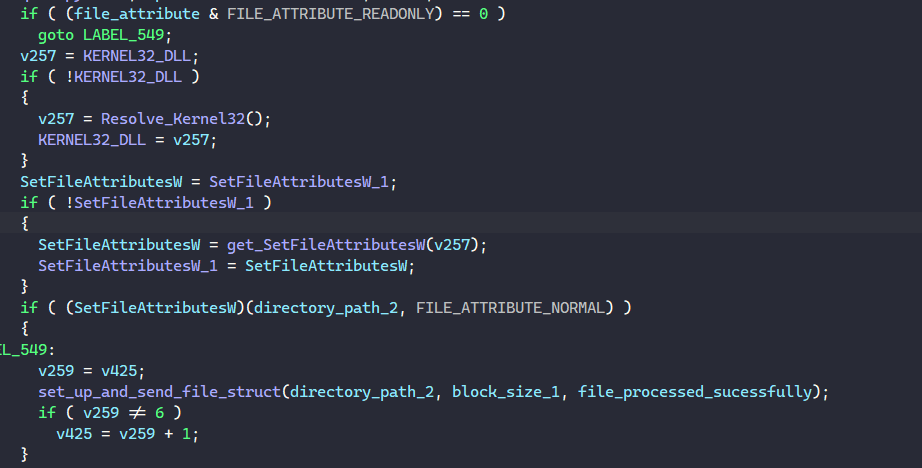 if ( (file_attribute & FILE_ATTRIBUTE_READONLY) == 0 )
goto LABEL_549;
v257 = KERNEL32_DLL;
if ( !KERNEL32_DLL )
{
v257 = Resolve_Kernel32();
KERNEL32_DLL = v257;
}
SetFileAttributesW = SetFileAttributesW_1;
if ( !SetFileAttributesW_1 )
{
SetFileAttributesW = get_SetFileAttributesW(v257);
SetFileAttributesW_1 = SetFileAttributesW;
}
if ( (SetFileAttributesW)(directory_path_2, FILE_ATTRIBUTE_NORMAL) )
{
EL_549:
v259 = v425;
set_up_and_send_file_struct(directory_path_2, block_size_1, file_processed_sucessfully);
if ( v259 ≠ 6 )
v425 = v259 + 1;
}